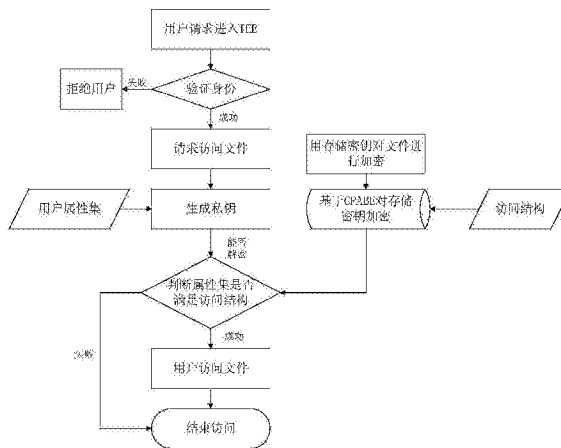 用户请求进入TEE
拒绝用户
失败
验证身份
成功
请求访问文件
用存储密钥对文件进
行加密
用户属性集
生成私钥
基于CPABE对存储
密钥加密
访问结构
能否
解密
判断属性集是否
满足访问结构
失败
成功
用户访问文件
结束访问